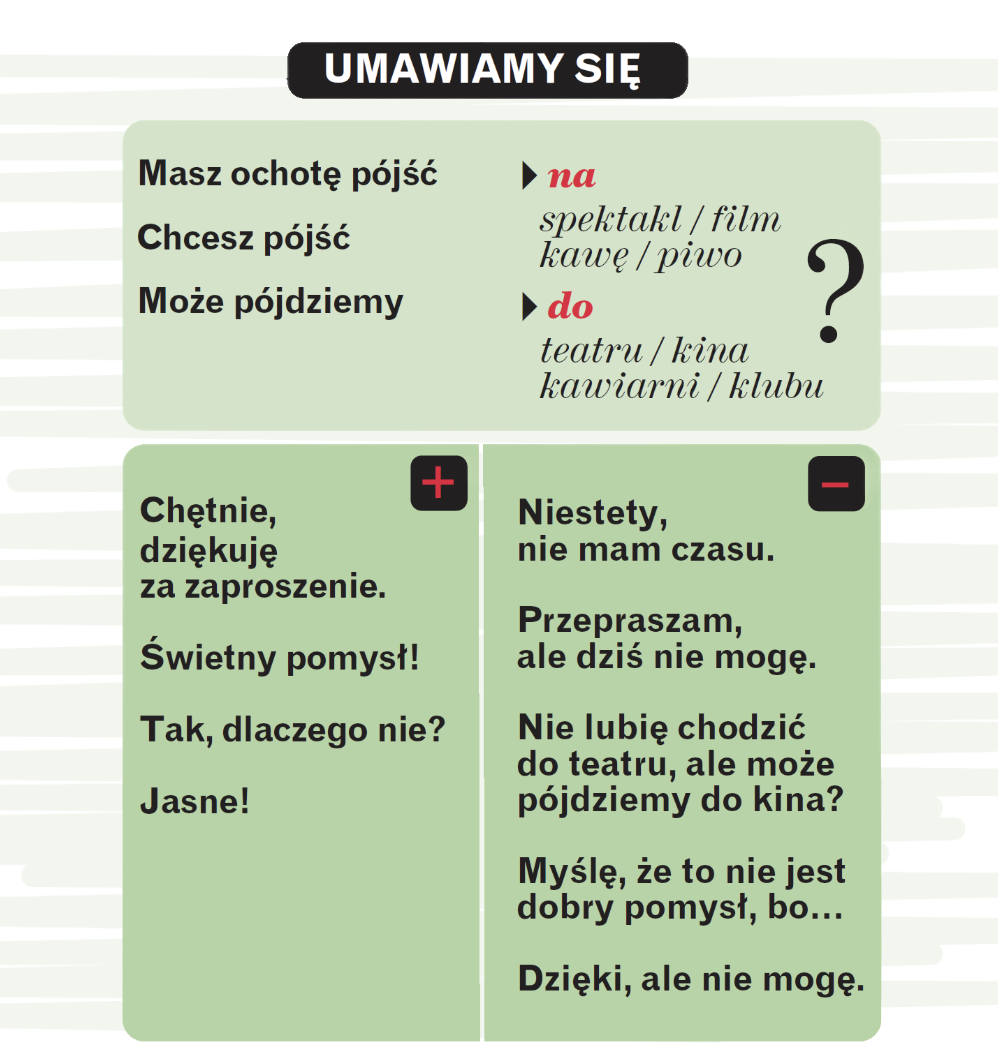 UMAWIAMY SIĘ
Masz ochotę pójść
Chcesz pójść
Może pójdziemy
na
spektakl / film
kawę / piwo
do
teatru / kina
kawiarni / klubu
?
+
Chętnie,
dziękuję
za zaproszenie.
Świetny pomysł!
Tak, dlaczego nie?
Jasne!
–
Niestety,
nie mam czasu.
Przepraszam,
ale dziś nie mogę.
Nie lubię chodzić
do teatru, ale może
pójdziemy do kina?
Myślę, że to nie jest
dobry pomysł, bo...
Dzięki, ale nie mogę.